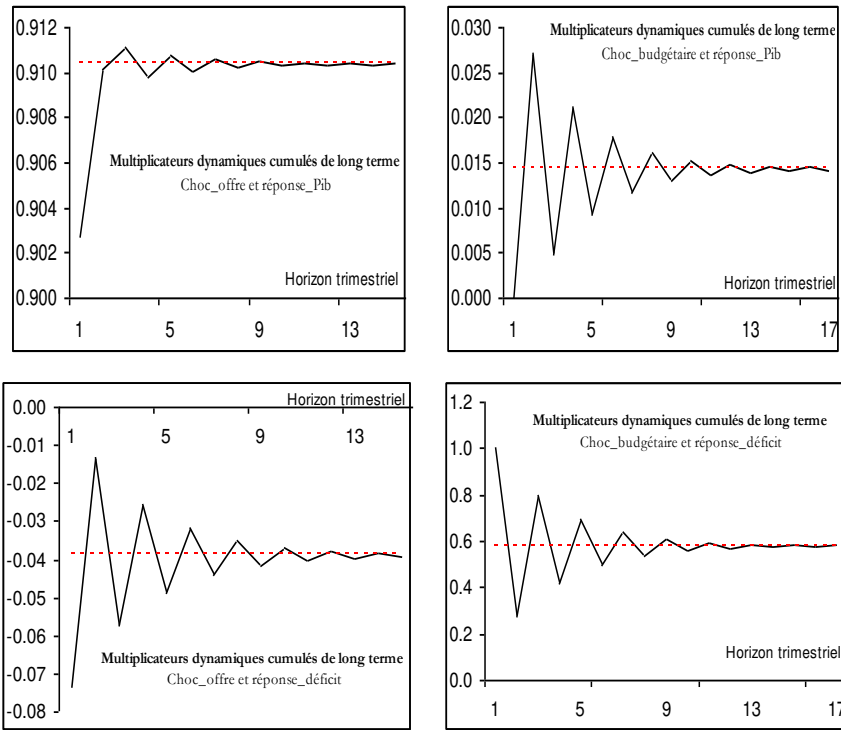 0.912
0.910
0.908
0.906
0.904
0.902
0.900
Multiplicateurs dynamiques cumulés de long terme
Choc_offre et réponse_Pib
Horizon trimestriel
1 5 9 13
0.030
0.025
0.020
0.015
0.010
0.005
0.000
Multiplicateurs dynamiques cumulés de long terme
Choc_budgétaire et réponse_Pib
Horizon trimestriel
1 5 9 13 17
0.00
-0.01
-0.02
-0.03
-0.04
-0.05
-0.06
-0.07
-0.08
Horizon trimestriel
1 5 9 13
Multiplicateurs dynamiques cumulés de long terme
Choc_offre et réponse_déficit
1.2
1.0
0.8
0.6
0.4
0.2
0.0
Multiplicateurs dynamiques cumulés de long terme
Choc_budgétaire et réponse_déficit
Horizon trimestriel
1 5 9 13 17